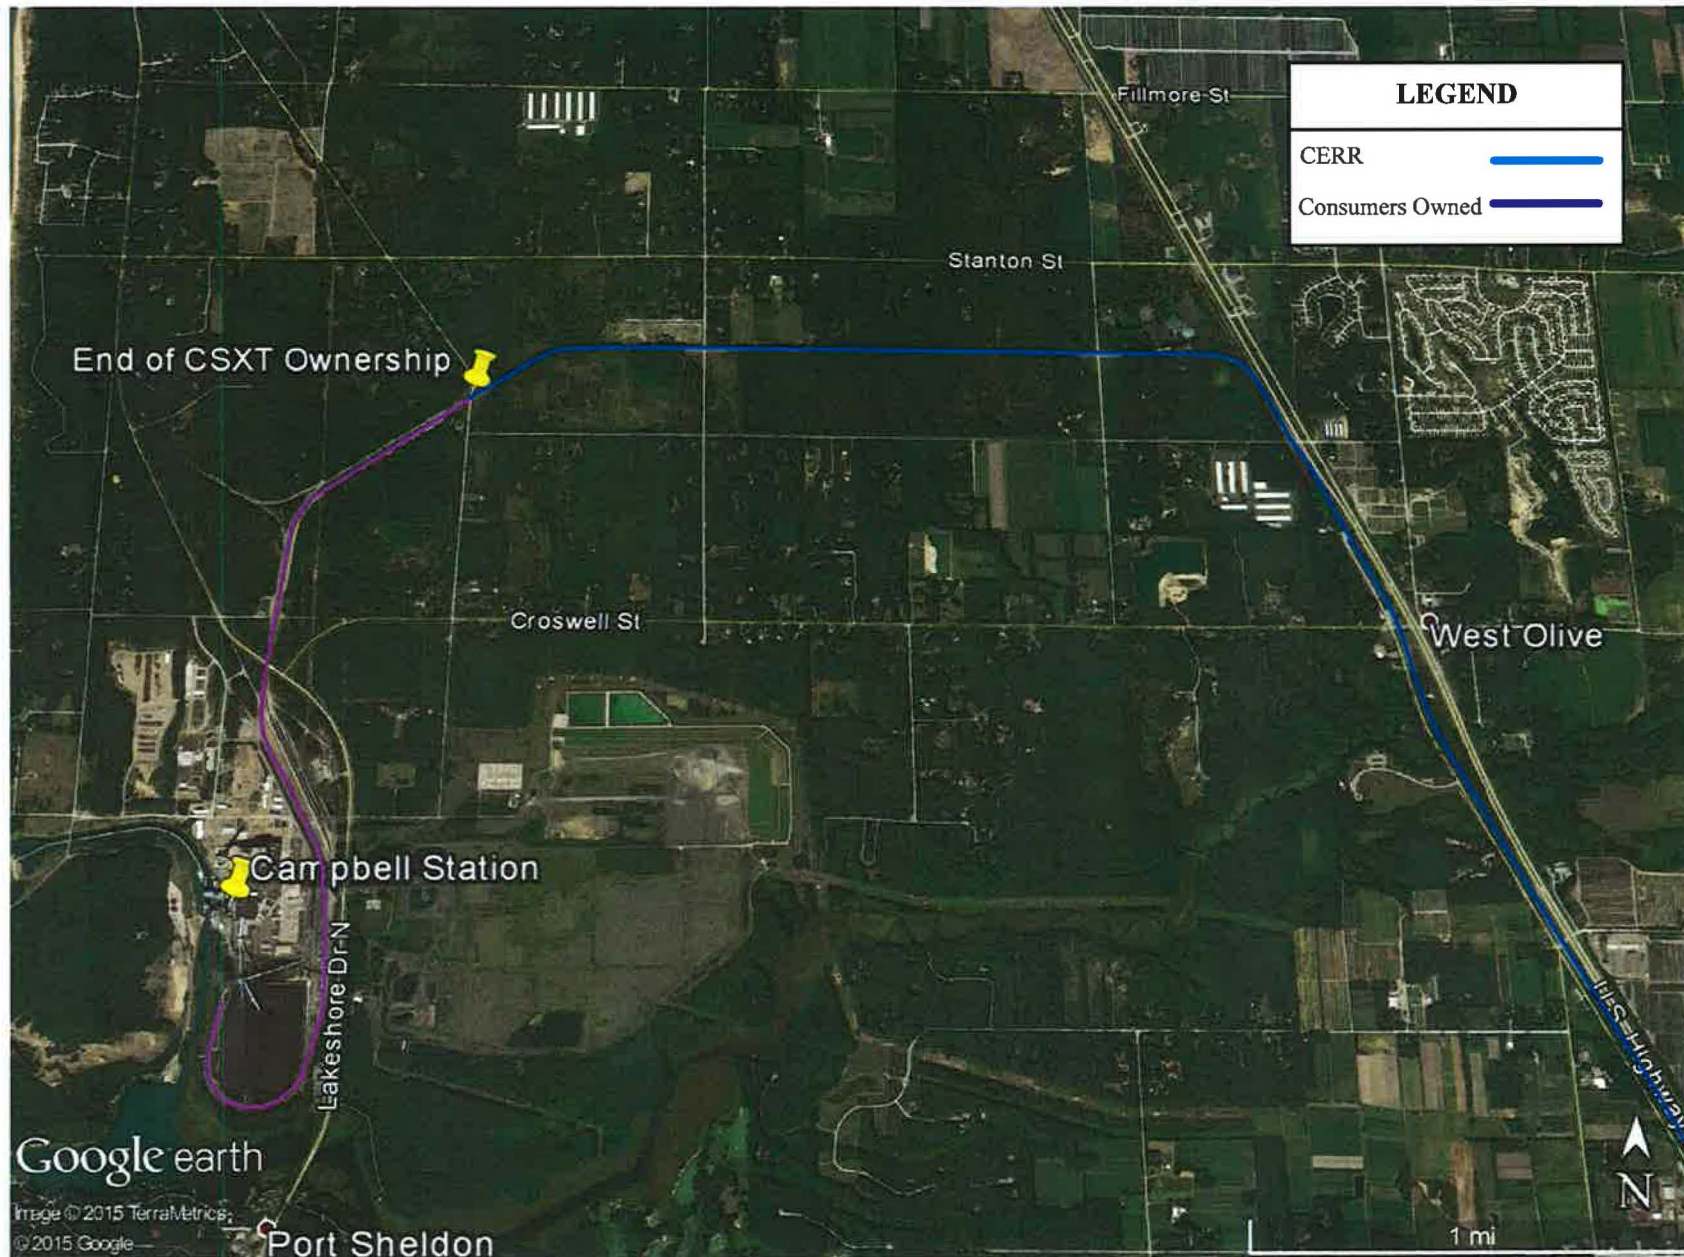 Fillmore St
LEGEND
CERR
Consumers Owned
Stanton St
End of CSXT Ownership
Croswell St
West Olive
Campbell Station
Lakeshore Dr N
U-S-Highway
Google earth
N
Image © 2015 TerraMetrics
© 2015 Google
Port Sheldon
1 mi